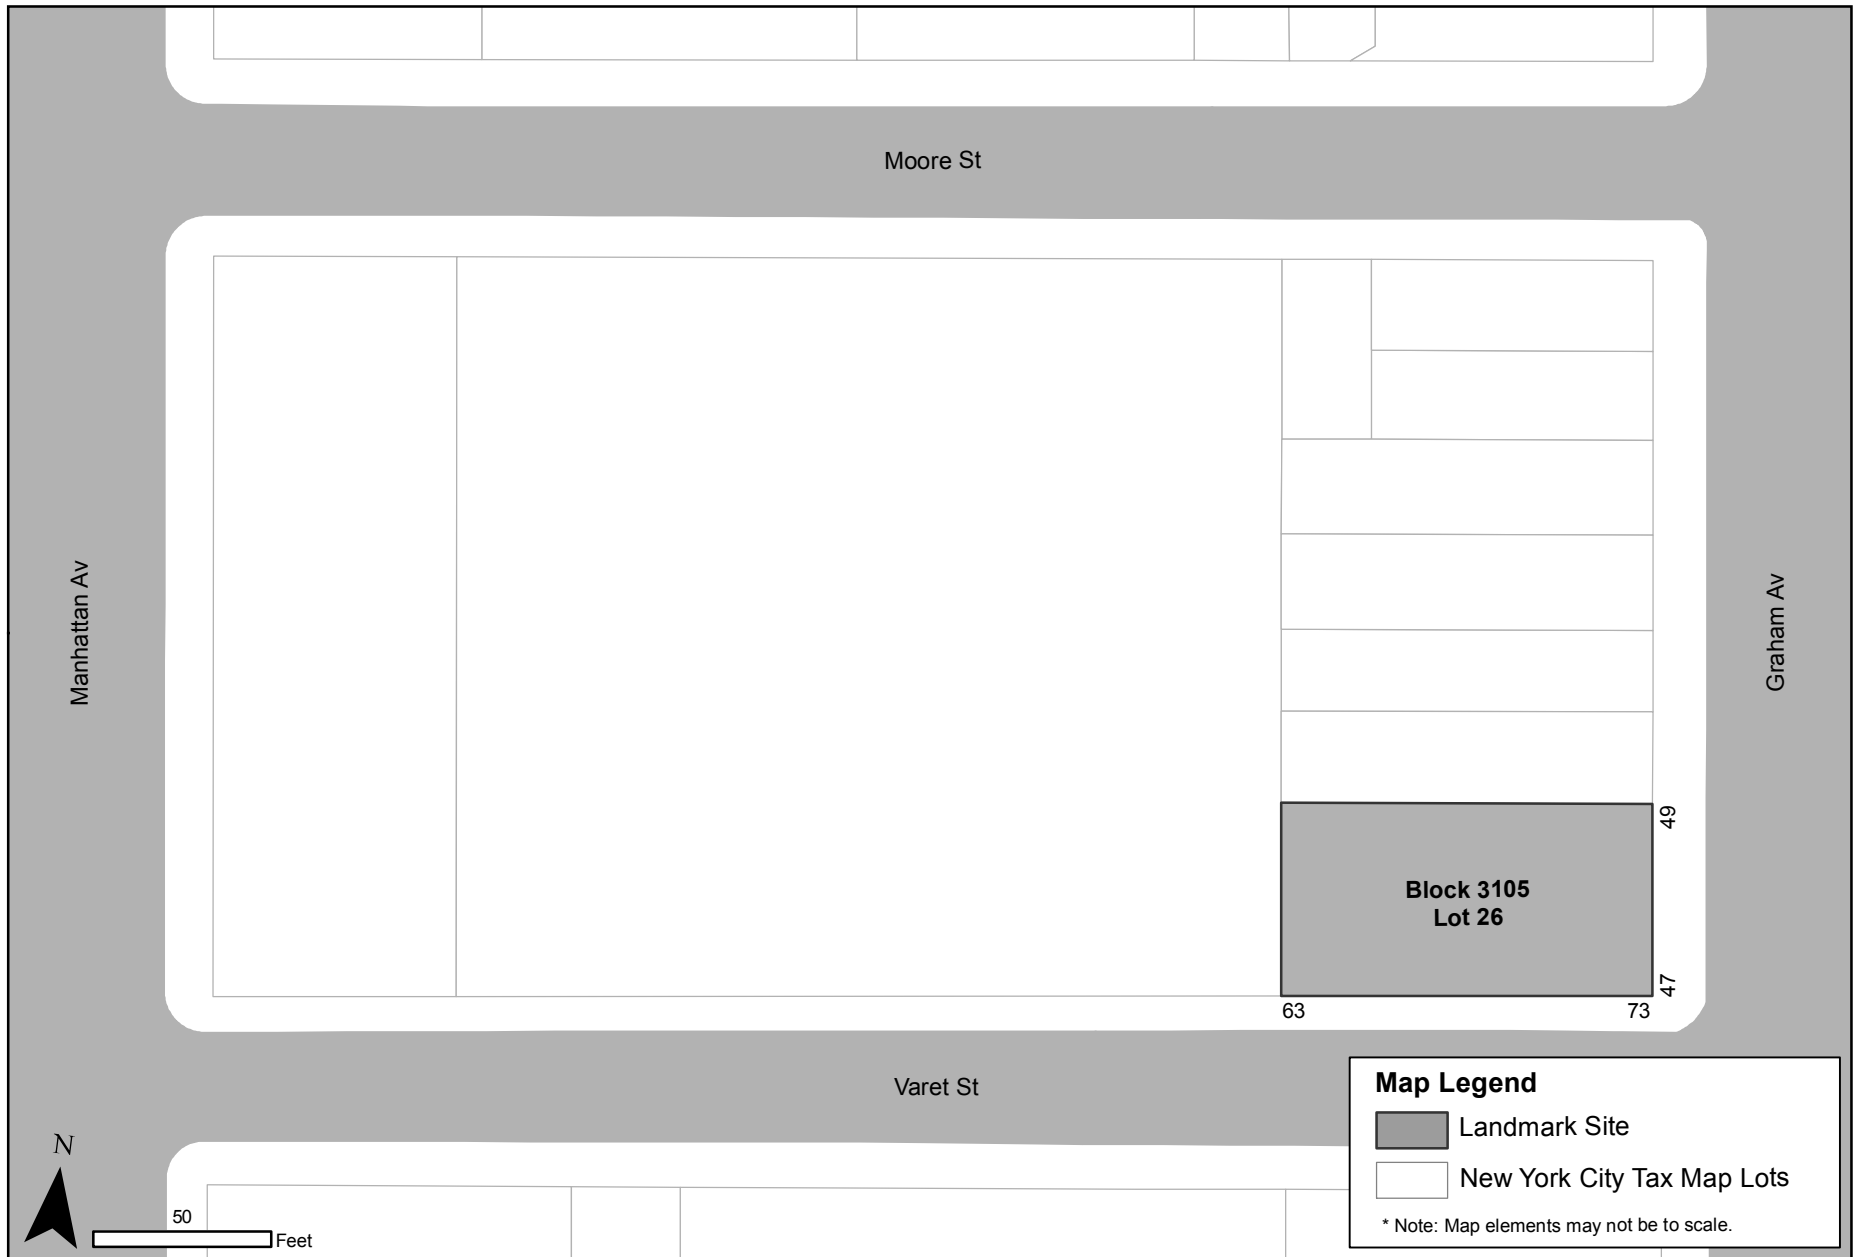 Moore St
Manhattan Av
Graham Av
49
Block 3105
Lot 26
47
63
73
Varet St
Map Legend
Landmark Site
New York City Tax Map Lots
* Note: Map elements may not be to scale.
N
50
Feet